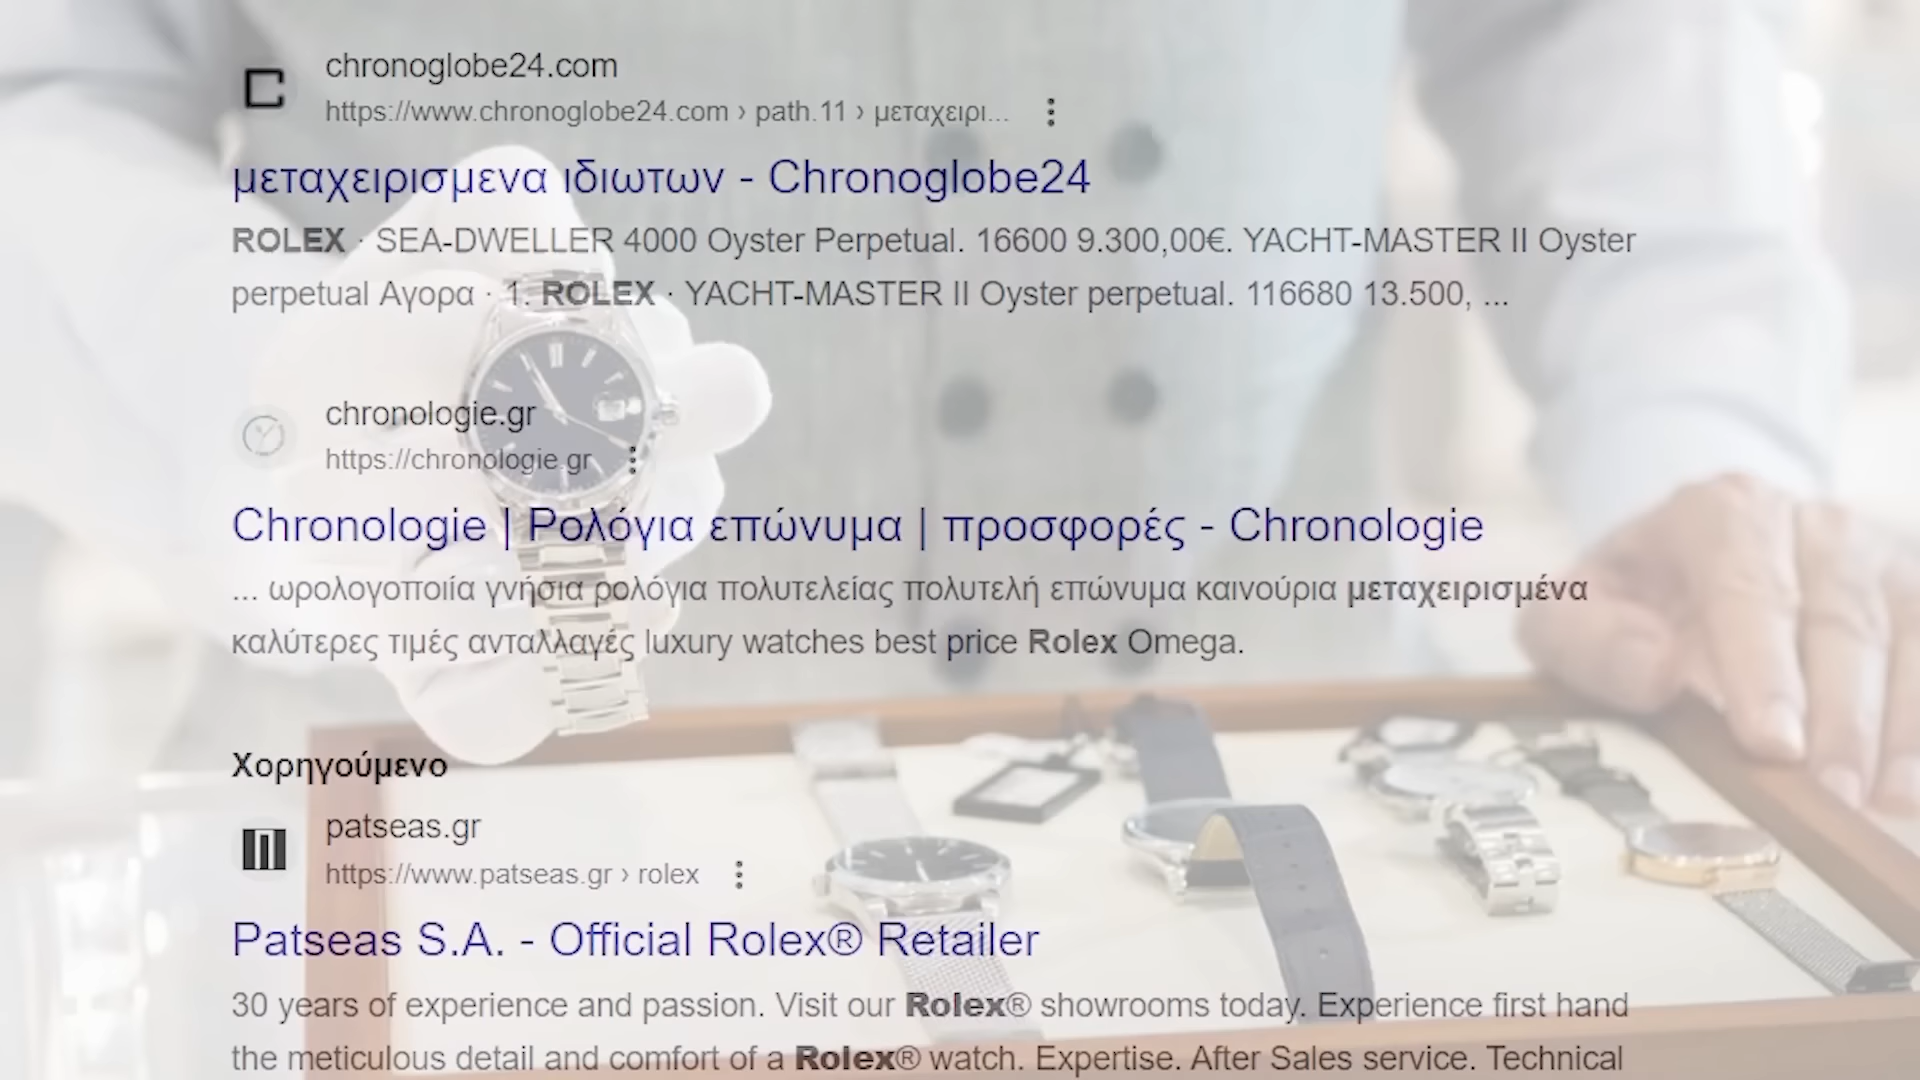 chronoglobe24.com
https://www.chronoglobe24.com › path.11 › μεταχειρι...
μεταχειρισμενα ιδιωτων - Chronoglobe24
ROLEX · SEA-DWELLER 4000 Oyster Perpetual. 16600 9.300,00€. YACHT-MASTER II Oyster
perpetual Αγορα · 1. ROLEX · YACHT-MASTER II Oyster perpetual. 116680 13.500, ...
chronologie.gr
https://chronologie.gr
Chronologie | Ρολόγια επώνυμα | προσφορές - Chronologie
... ωρολογοποιία γνήσια ρολόγια πολυτελείας πολυτελή επώνυμα καινούρια μεταχειρισμένα
καλύτερες τιμές ανταλλαγές luxury watches best price Rolex Omega.
Χορηγούμενο
patseas.gr
https://www.patseas.gr › rolex
Patseas S.A. - Official Rolex® Retailer
30 years of experience and passion. Visit our Rolex® showrooms today. Experience first hand
the meticulous detail and comfort of a Rolex® watch. Expertise. After Sales service. Technical